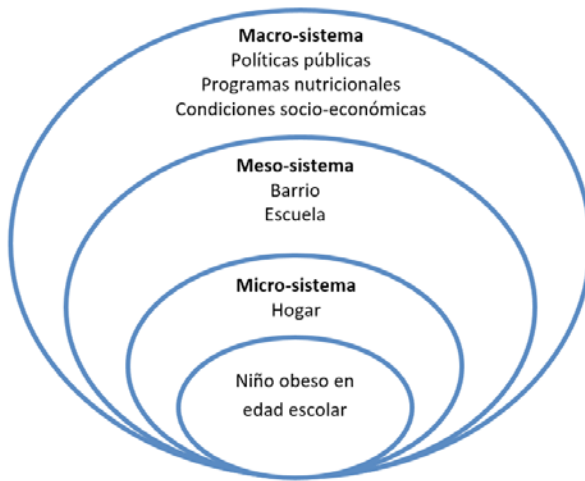 Macro-sistema
Políticas públicas
Programas nutricionales
Condiciones socio-económicas
Meso-sistema
Barrio
Escuela
Micro-sistema
Hogar
Niño obeso en
edad escolar